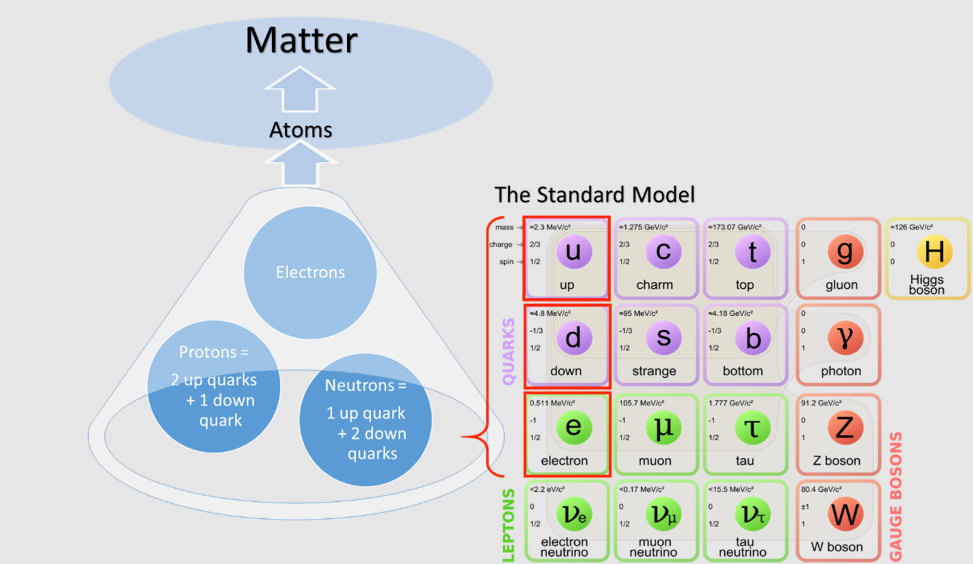 Matter
Atoms
Electrons
Protons =
2 up quarks
+ 1 down
quark
Neutrons =
1 up quark
+ 2 down
quarks
The Standard Model
mass →
charge →
spin →
≈2.3 MeV/c²
2/3
1/2
u
up
≈1.275 GeV/c²
2/3
1/2
c
charm
≈173.07 GeV/c²
2/3
1/2
t
top
0
0
1
g
gluon
≈126 GeV/c²
0
0
H
Higgs
boson
QUARKS
≈4.8 MeV/c²
-1/3
1/2
d
down
≈95 MeV/c²
-1/3
1/2
s
strange
≈4.18 GeV/c²
-1/3
1/2
b
bottom
0
0
1
γ
photon
0.511 MeV/c²
-1
1/2
e
electron
105.7 MeV/c²
-1
1/2
μ
muon
1.777 GeV/c²
-1
1/2
τ
tau
91.2 GeV/c²
0
1
Z
Z boson
LEPTONS
<2.2 eV/c²
0
1/2
νe
electron
neutrino
<0.17 MeV/c²
0
1/2
νμ
muon
neutrino
<15.5 MeV/c²
0
1/2
ντ
tau
neutrino
80.4 GeV/c²
±1
1
W
W boson
GAUGE BOSONS